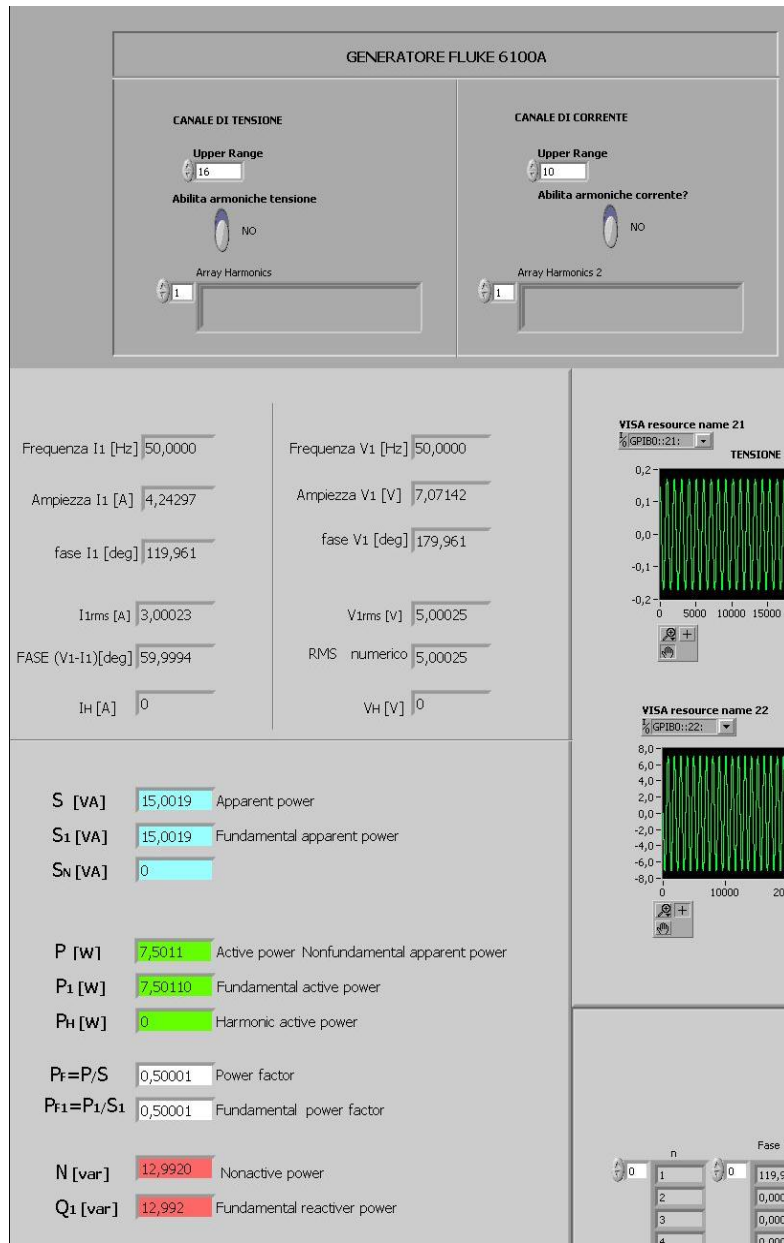 GENERATORE FLUKE 6100A
CANALE DI TENSIONE
Upper Range
16
Abilita armoniche tensione
NO
Array Harmonics
1
CANALE DI CORRENTE
Upper Range
10
Abilita armoniche corrente?
NO
Array Harmonics 2
1
Frequenza I1 [Hz] 50,0000
Ampiezza I1 [A] 4,24297
fase I1 [deg] 119,961
I1rms [A] 3,00023
FASE (V1-I1)[deg] 59,9994
IH [A] 0
Frequenza V1 [Hz] 50,0000
Ampiezza V1 [V] 7,07142
fase V1 [deg] 179,961
V1rms [V] 5,00025
RMS numerico 5,00025
VH [V] 0
VISA resource name 21
GPIB0::21:
TENSIONE
0,2
0,1
0,0
-0,1
-0,2
0 5000 10000 15000
VISA resource name 22
GPIB0::22:
8,0
6,0
4,0
2,0
0,0
-2,0
-4,0
-6,0
-8,0
0 10000 20
S [VA] 15,0019 Apparent power
S1 [VA] 15,0019 Fundamental apparent power
SN [VA] 0
P [W] 7,5011 Active power Nonfundamental apparent power
P1 [W] 7,50110 Fundamental active power
PH [W] 0 Harmonic active power
PF=P/S 0,50001 Power factor
PF1=P1/S1 0,50001 Fundamental power factor
N [var] 12,9920 Nonactive power
Q1 [var] 12,992 Fundamental reactiver power
n Fase
0 1 0 119,9
2 0,000
3 0,000
4 0,000